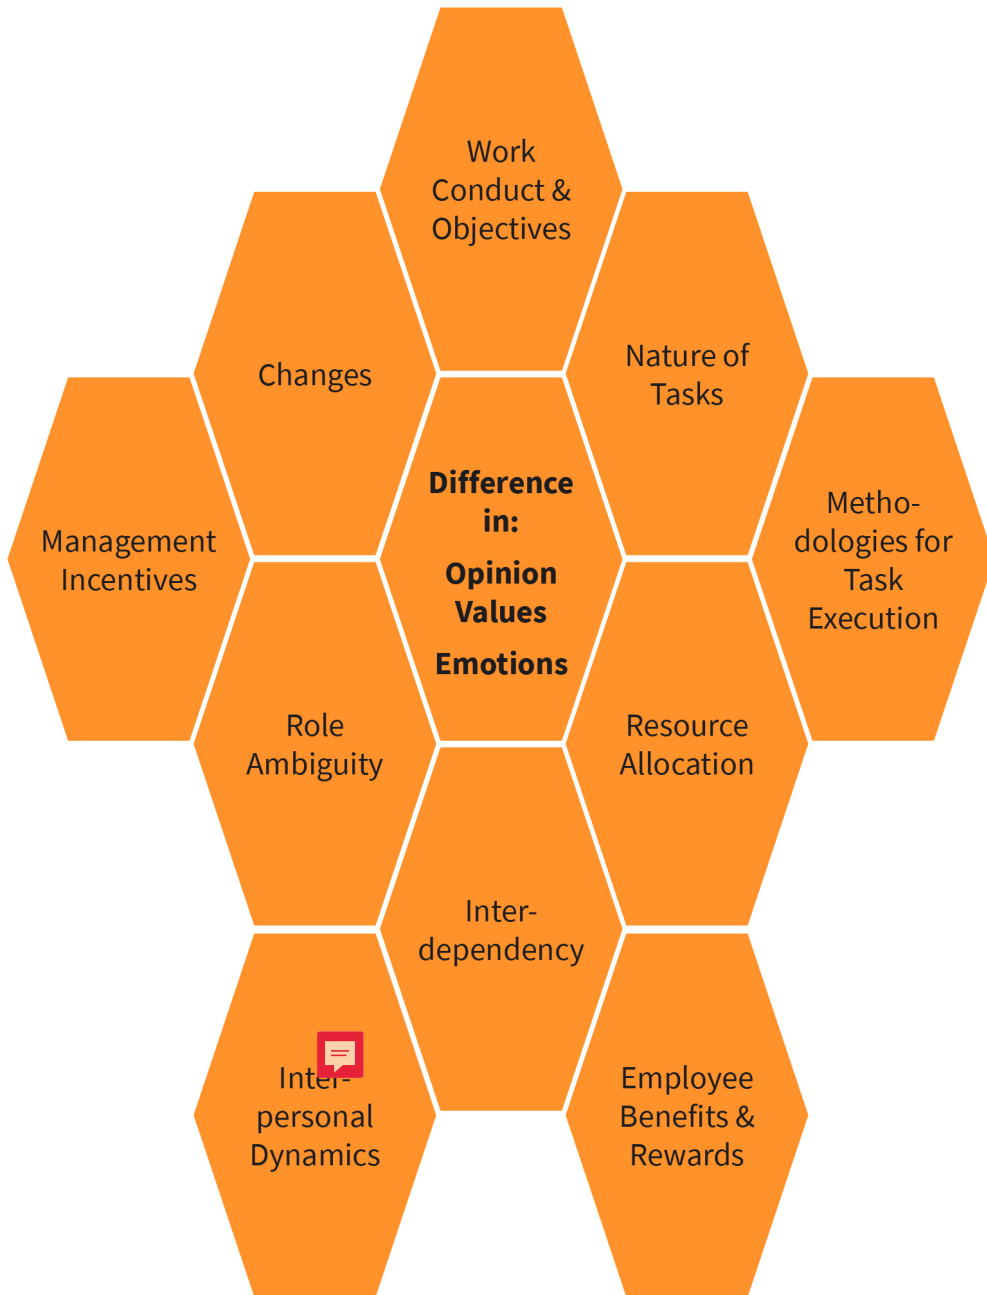 Work
Conduct &
Objectives
Changes
Nature of
Tasks
Management
Incentives
Difference
in:
Opinion
Values
Emotions
Metho-
dologies for
Task
Execution
Role
Ambiguity
Resource
Allocation
Inter-
dependency
Inter-
personal
Dynamics
Employee
Benefits &
Rewards